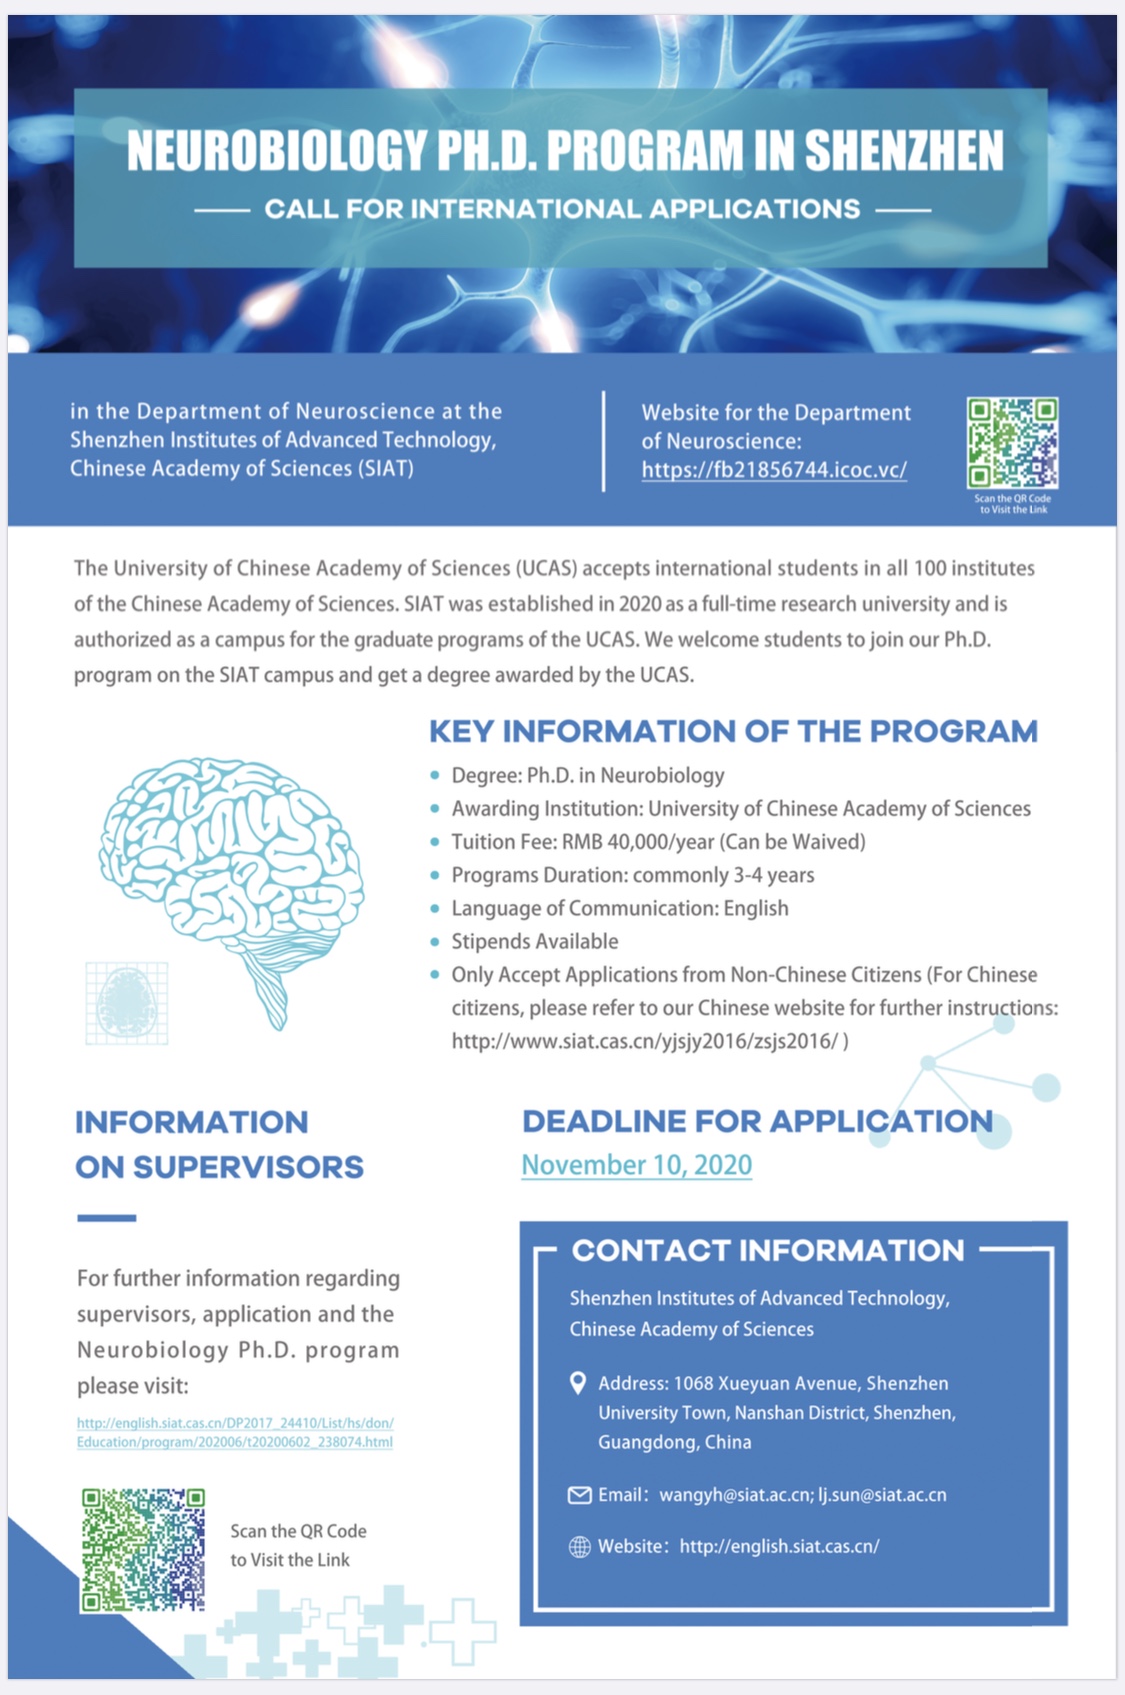 NEUROBIOLOGY PH.D. PROGRAM IN SHENZHEN
CALL FOR INTERNATIONAL APPLICATIONS
in the Department of Neuroscience at the
Shenzhen Institutes of Advanced Technology,
Chinese Academy of Sciences (SIAT)
Website for the Department
of Neuroscience:
https://fb21856744.icoc.vc/
Scan the QR Code
to Visit the Link
The University of Chinese Academy of Sciences (UCAS) accepts international students in all 100 institutes
of the Chinese Academy of Sciences. SIAT was established in 2020 as a full-time research university and is
authorized as a campus for the graduate programs of the UCAS. We welcome students to join our Ph.D.
program on the SIAT campus and get a degree awarded by the UCAS.
KEY INFORMATION OF THE PROGRAM
• Degree: Ph.D. in Neurobiology
• Awarding Institution: University of Chinese Academy of Sciences
• Tuition Fee: RMB 40,000/year (Can be Waived)
• Programs Duration: commonly 3-4 years
• Language of Communication: English
• Stipends Available
• Only Accept Applications from Non-Chinese Citizens (For Chinese
citizens, please refer to our Chinese website for further instructions:
http://www.siat.cas.cn/yjsjy2016/zsjs2016/ )
INFORMATION
ON SUPERVISORS
For further information regarding
supervisors, application and the
Neurobiology Ph.D. program
please visit:
http://english.siat.cas.cn/DP2017_24410/List/hs/don/
Education/program/202006/t20200602_238074.html
Scan the QR Code
to Visit the Link
DEADLINE FOR APPLICATION
November 10, 2020
CONTACT INFORMATION
Shenzhen Institutes of Advanced Technology,
Chinese Academy of Sciences
Address: 1068 Xueyuan Avenue, Shenzhen
University Town, Nanshan District, Shenzhen,
Guangdong, China
Email：wangyh@siat.ac.cn; lj.sun@siat.ac.cn
Website：http://english.siat.cas.cn/